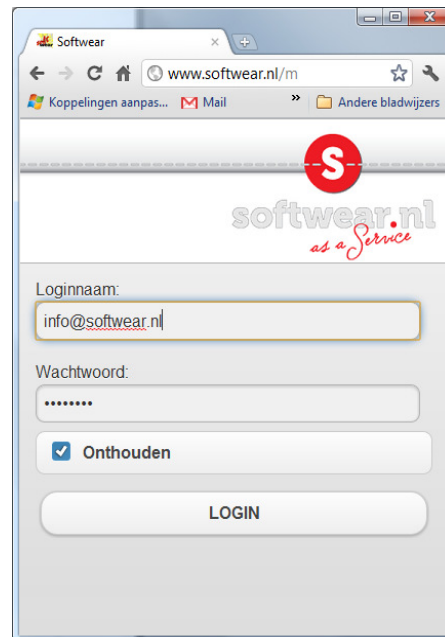 Softwear
www.softwear.nl/m
Koppelingen aanpas... Mail » Andere bladwijzers
S
softwear.nl
as a Service
Loginnaam:
info@softwear.nl
Wachtwoord:
••••••••
Onthouden
LOGIN